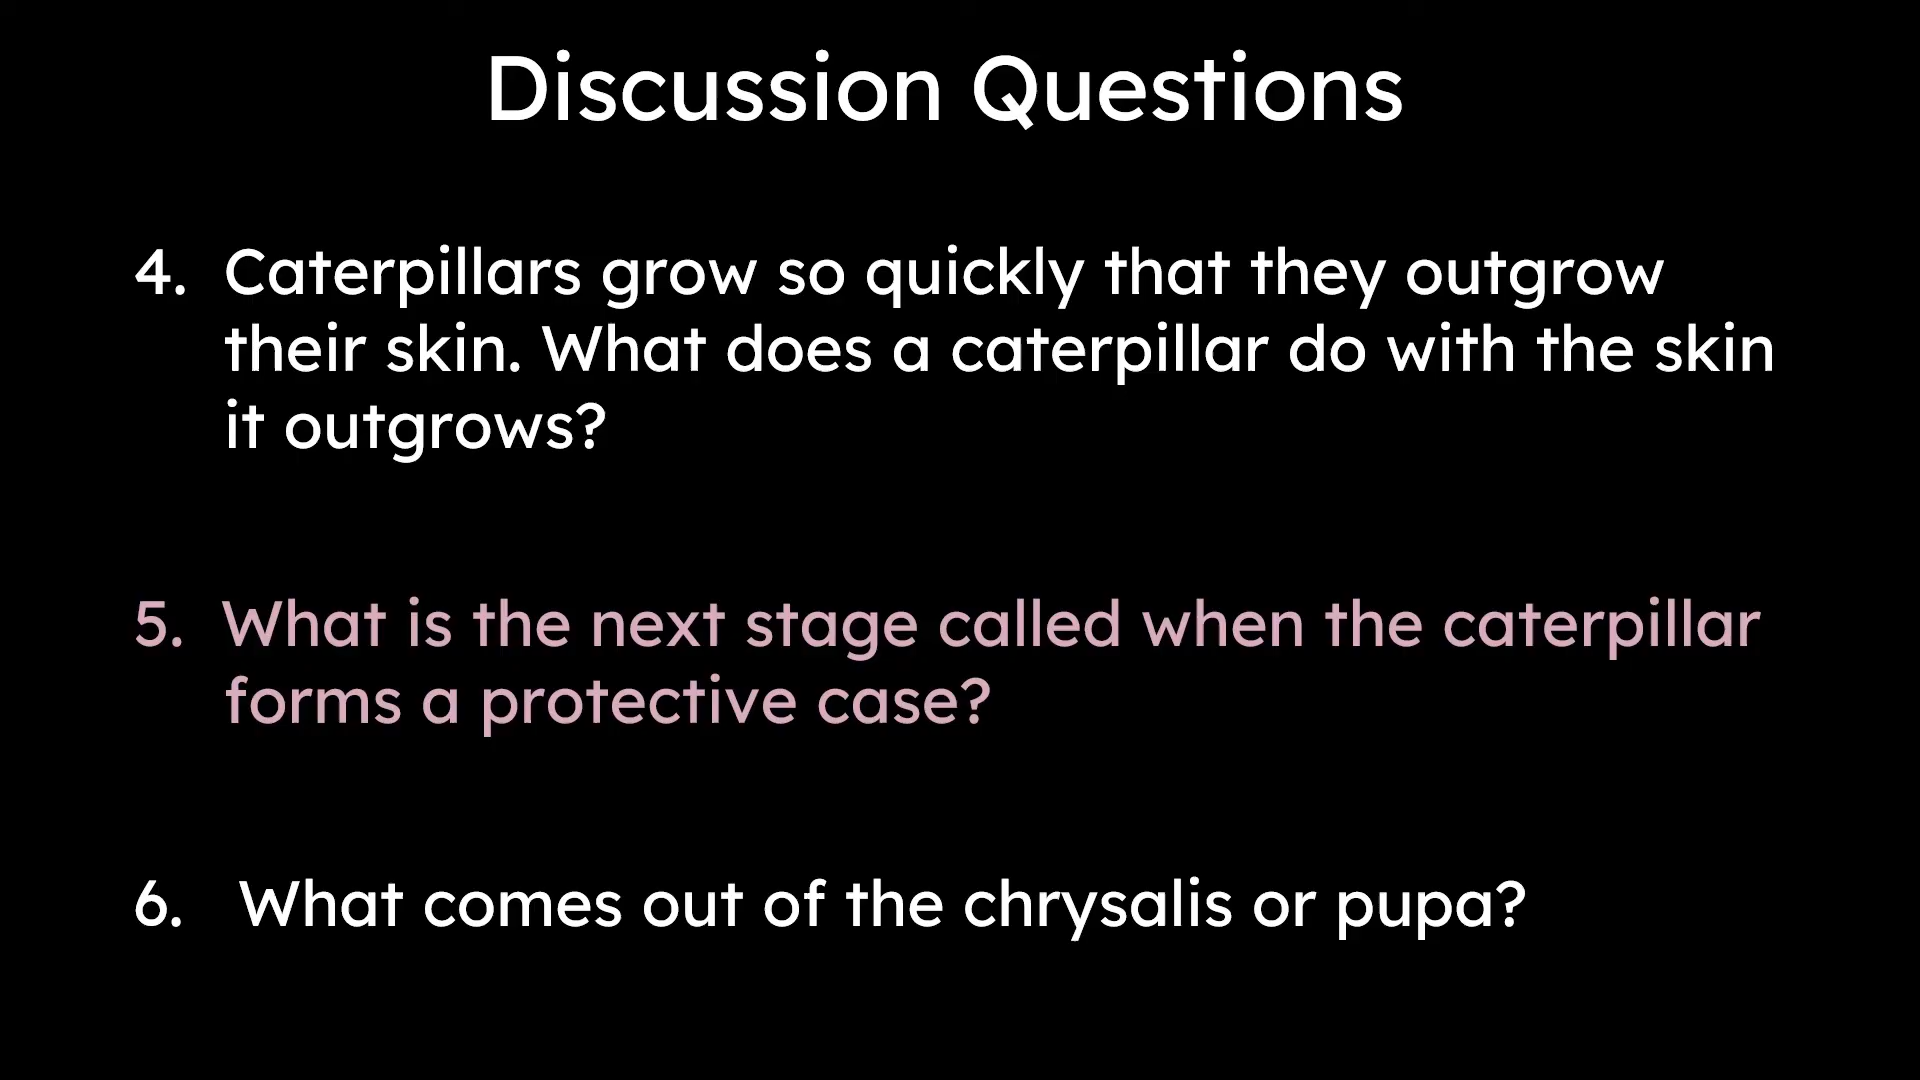 Discussion Questions
4. Caterpillars grow so quickly that they outgrow
their skin. What does a caterpillar do with the skin
it outgrows?
5. What is the next stage called when the caterpillar
forms a protective case?
6. What comes out of the chrysalis or pupa?